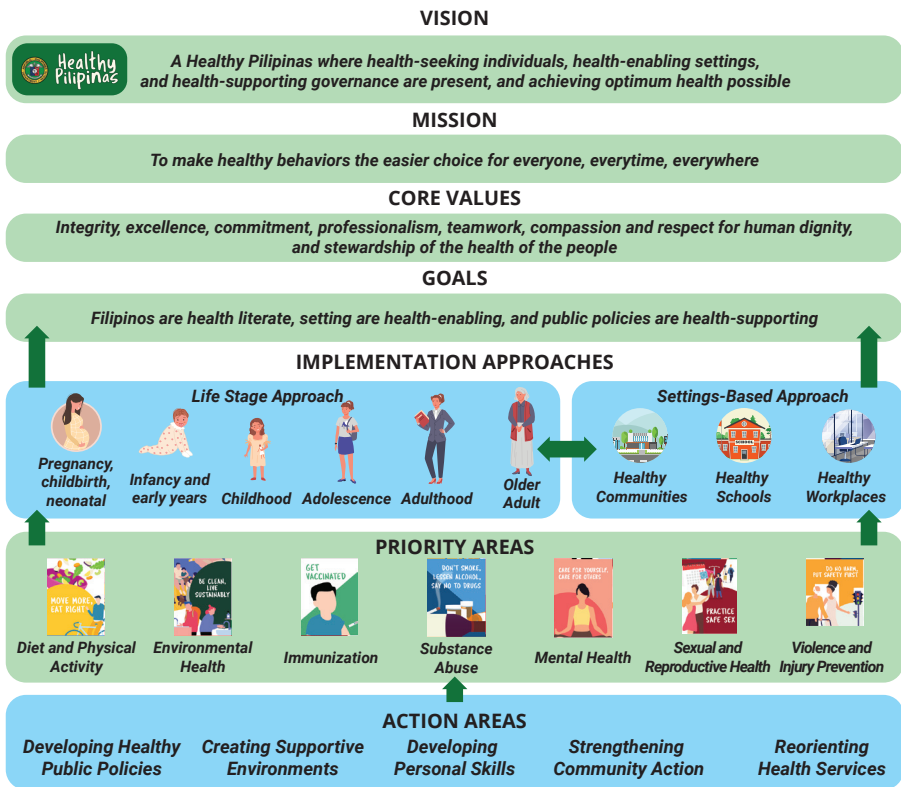 VISION
Healthy
Pilipinas
A Healthy Pilipinas where health-seeking individuals, health-enabling settings,
and health-supporting governance are present, and achieving optimum health possible
MISSION
To make healthy behaviors the easier choice for everyone, everytime, everywhere
CORE VALUES
Integrity, excellence, commitment, professionalism, teamwork, compassion and respect for human dignity,
and stewardship of the health of the people
GOALS
Filipinos are health literate, setting are health-enabling, and public policies are health-supporting
IMPLEMENTATION APPROACHES
Life Stage Approach
Pregnancy,
childbirth,
neonatal
Infancy and
early years
Childhood
Adolescence
Adulthood
Older
Adult
Settings-Based Approach
Healthy
Communities
Healthy
Schools
Healthy
Workplaces
PRIORITY AREAS
MOVE MORE,
EAT RIGHT
Diet and Physical
Activity
BE CLEAN,
LIVE
SUSTAINABLY
Environmental
Health
GET
VACCINATED
Immunization
DON'T SMOKE,
LESSEN ALCOHOL,
SAY NO TO DRUGS
Substance
Abuse
CARE FOR YOURSELF,
CARE FOR OTHERS
Mental Health
PRACTICE
SAFE SEX
Sexual and
Reproductive Health
DO NO HARM,
PUT SAFETY FIRST
Violence and
Injury Prevention
ACTION AREAS
Developing Healthy
Public Policies
Creating Supportive
Environments
Developing
Personal Skills
Strengthening
Community Action
Reorienting
Health Services